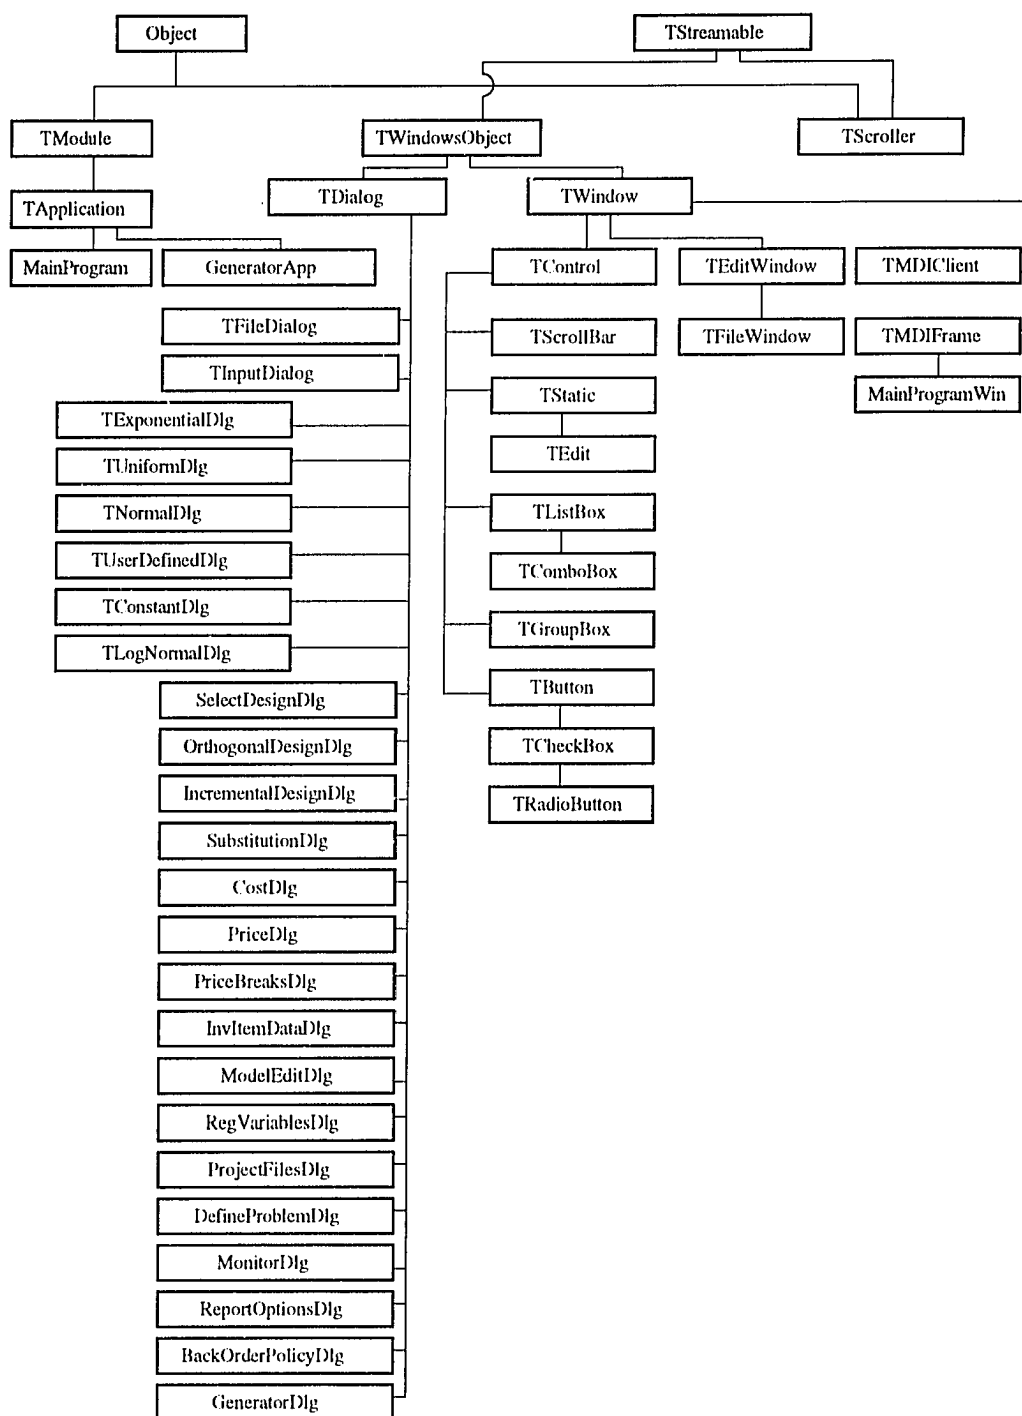 Object
TStreamable
TModule
TWindowsObject
TScroller
TApplication
TDialog
TWindow
MainProgram
GeneratorApp
TControl
TEditWindow
TMDIClient
TFileDialog
TScrollBar
TFileWindow
TMDIFrame
TInputDialog
TStatic
MainProgramWin
TExponentialDlg
TEdit
TUniformDlg
TNormalDlg
TListBox
TUserDefinedDlg
TComboBox
TConstantDlg
TGroupBox
TLogNormalDlg
SelectDesignDlg
TButton
OrthogonalDesignDlg
TCheckBox
IncrementalDesignDlg
TRadioButton
SubstitutionDlg
CostDlg
PriceDlg
PriceBreaksDlg
InvItemDataDlg
ModelEditDlg
RegVariablesDlg
ProjectFilesDlg
DefineProblemDlg
MonitorDlg
ReportOptionsDlg
BackOrderPolicyDlg
GeneratorDlg